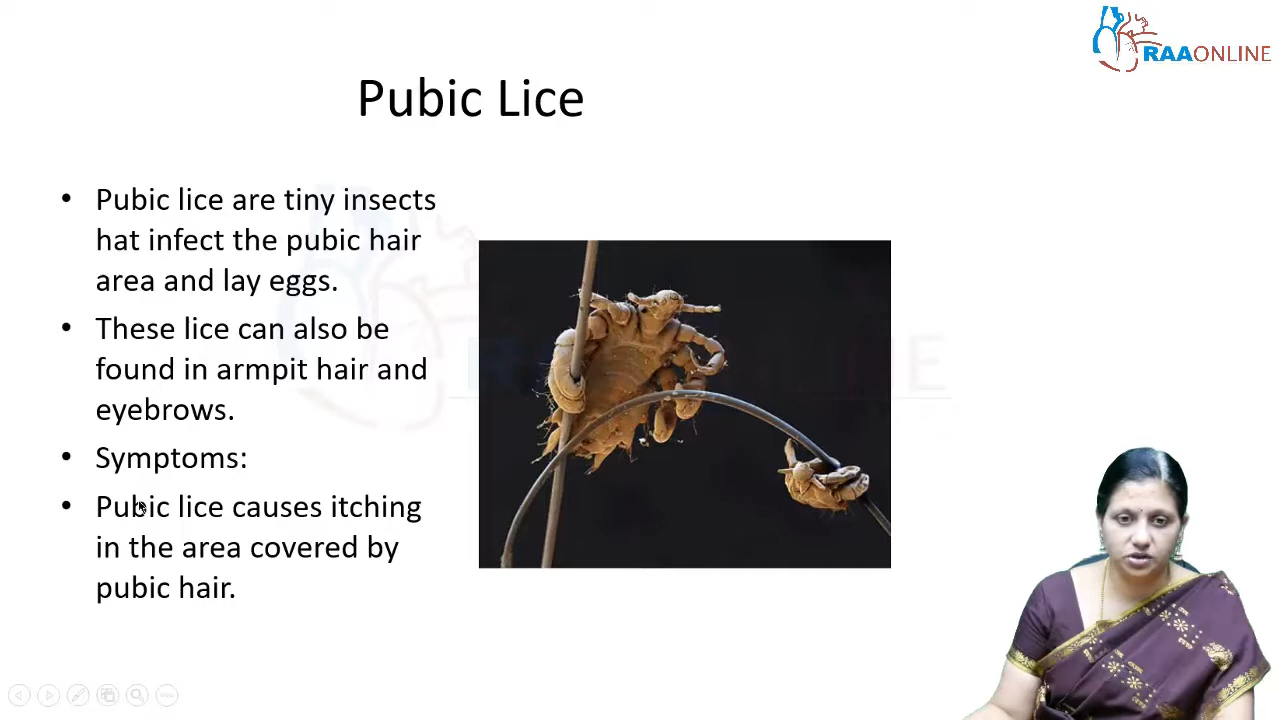 RAAONLINE
Pubic Lice
• Pubic lice are tiny insects
hat infect the pubic hair
area and lay eggs.
• These lice can also be
found in armpit hair and
eyebrows.
• Symptoms:
• Pubic lice causes itching
in the area covered by
pubic hair.